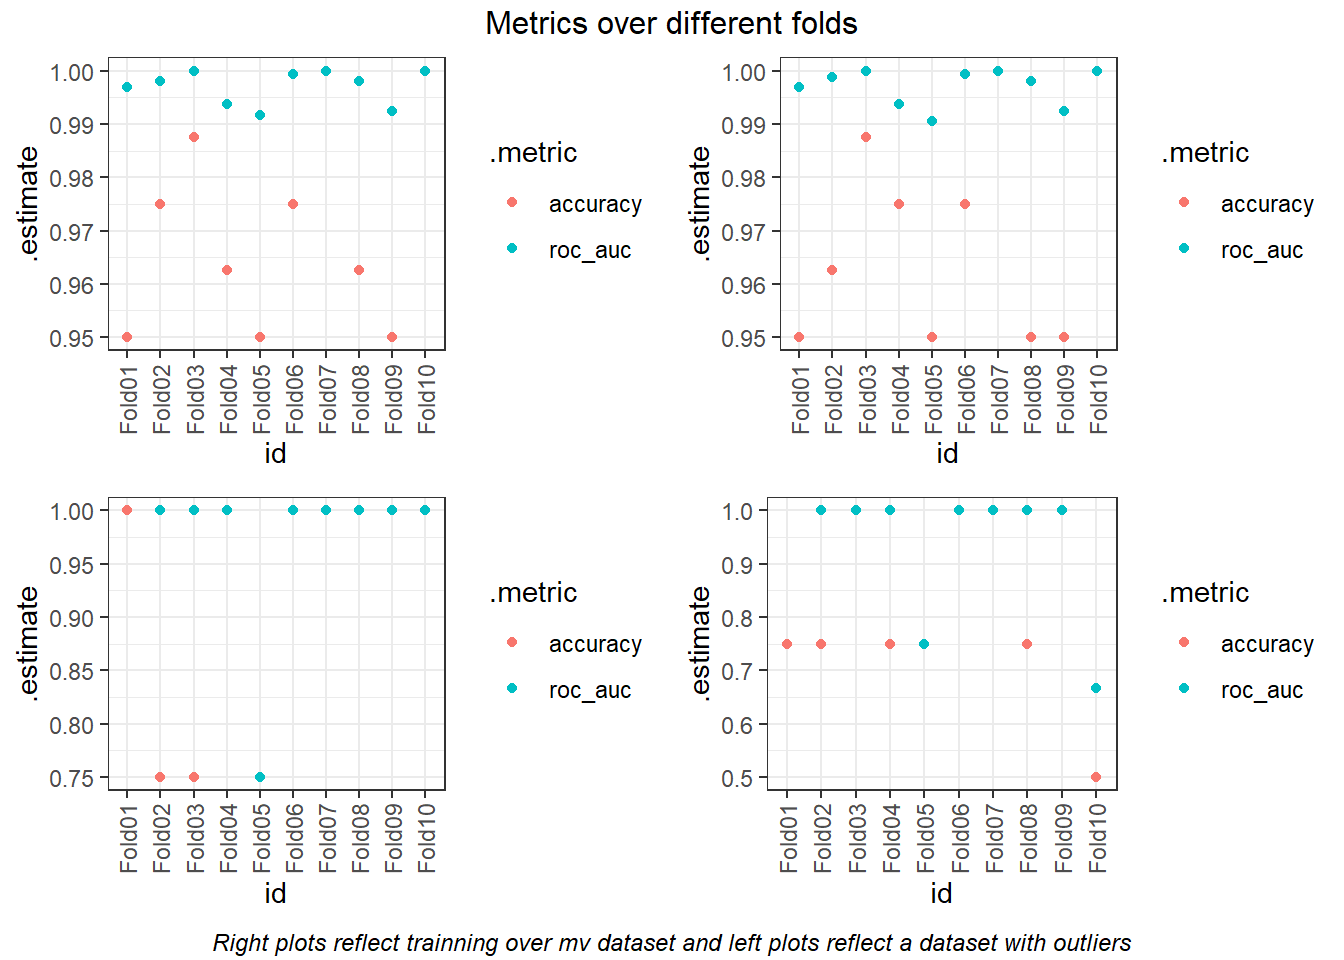 Metrics over different folds
1.00
0.99
0.98
0.97
0.96
0.95
.estimate
Fold01
Fold02
Fold03
Fold04
Fold05
Fold06
Fold07
Fold08
Fold09
Fold10
id
.metric
accuracy
roc_auc
1.00
0.99
0.98
0.97
0.96
0.95
.estimate
Fold01
Fold02
Fold03
Fold04
Fold05
Fold06
Fold07
Fold08
Fold09
Fold10
id
.metric
accuracy
roc_auc
1.00
0.95
0.90
0.85
0.80
0.75
.estimate
Fold01
Fold02
Fold03
Fold04
Fold05
Fold06
Fold07
Fold08
Fold09
Fold10
id
.metric
accuracy
roc_auc
1.0
0.9
0.8
0.7
0.6
0.5
.estimate
Fold01
Fold02
Fold03
Fold04
Fold05
Fold06
Fold07
Fold08
Fold09
Fold10
id
.metric
accuracy
roc_auc
Right plots reflect trainning over mv dataset and left plots reflect a dataset with outliers